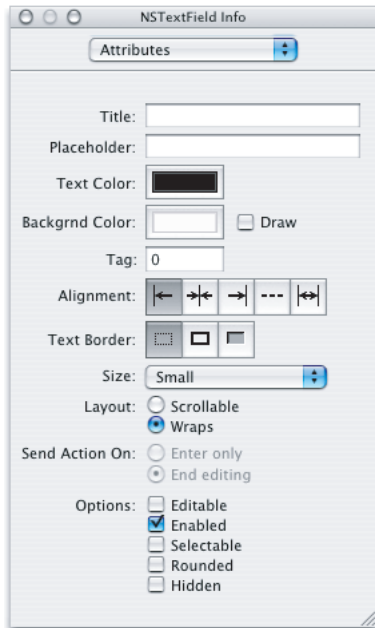 NSTextField Info
Attributes
Title:
Placeholder:
Text Color:
Backgrnd Color:
Draw
Tag: 0
Alignment:
Text Border:
Size: Small
Layout: Scrollable
Wraps
Send Action On: Enter only
End editing
Options: Editable
Enabled
Selectable
Rounded
Hidden